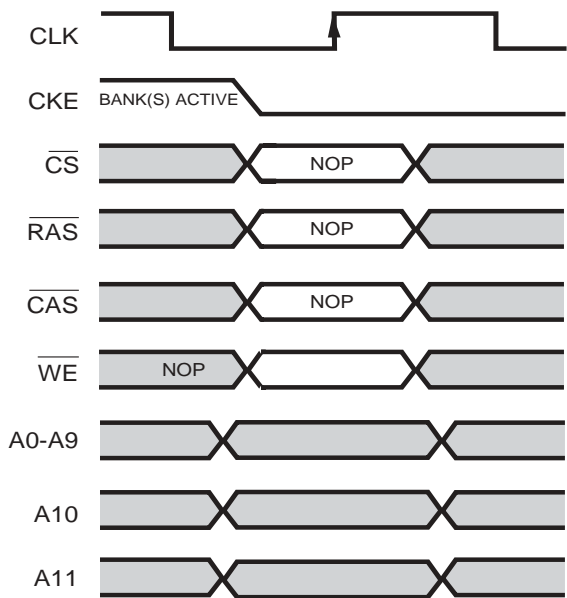 CLK
CKE BANK(S) ACTIVE
CS NOP
RAS NOP
CAS NOP
WE NOP
A0-A9
A10
A11